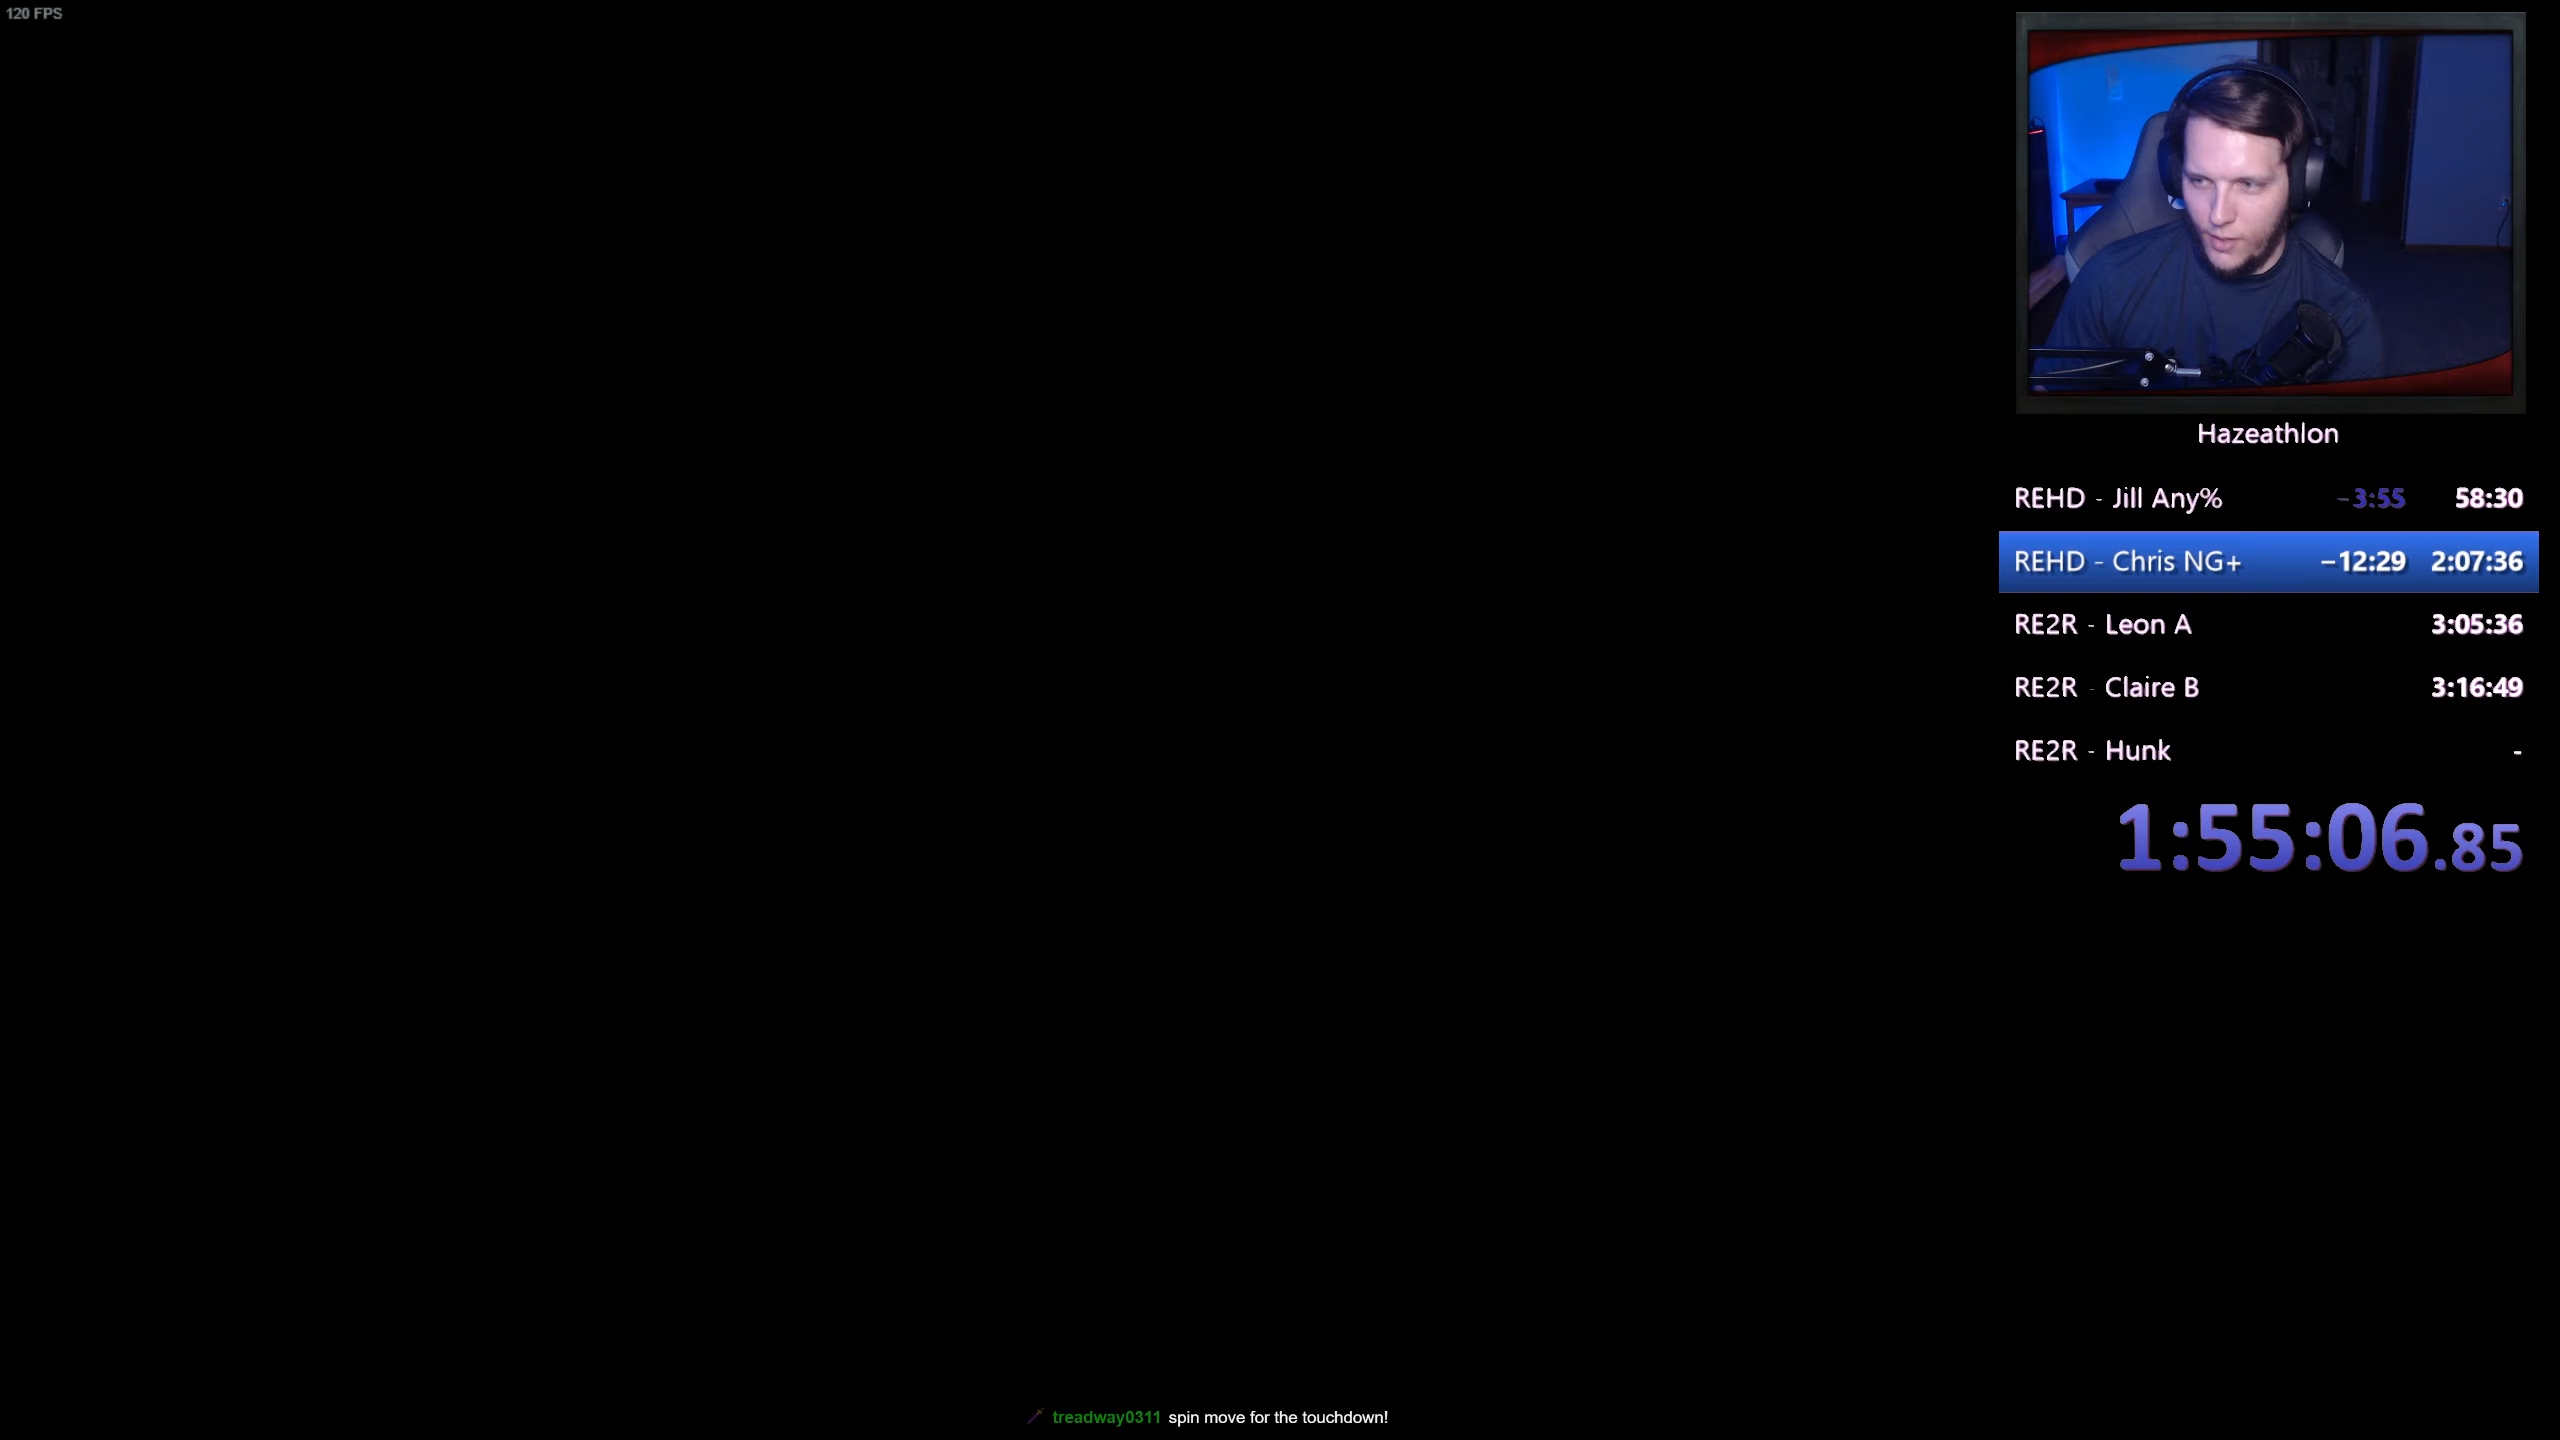 120 FPS
Hazeathlon
REHD - Jill Any% -3:55 58:30
REHD - Chris NG+ -12:29 2:07:36
RE2R - Leon A 3:05:36
RE2R - Claire B 3:16:49
RE2R - Hunk -
1:55:06.85
treadway0311 spin move for the touchdown!